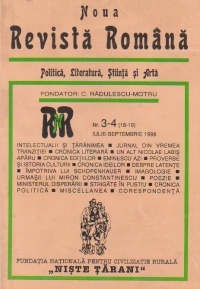 Noua
Revistă Română
Politică, Literatură, Știință și Artă
FONDATOR: C. RĂDULESCU-MOTRU
Nr. 3-4 (18-19)
IULIE-SEPTEMBRIE 1998
INTELECTUALII ȘI ȚĂRĂNIMEA • JURNAL DIN VREMEA
TRANZIȚIEI • CRONICA LITERARĂ • UN ALT NICOLAE LABIȘ
APĂRU • CRONICA EDIȚIILOR • EMINESCU AZI • PROVERBE
ȘI ISTORIA CULTURII • CRONICA IDEILOR • DESPRE LATENȚE
• ÎMPOTRIVA LUI SCHOPENHAUER • IMAGOLOGIE •
URMAȘII LUI MIRON CONSTANTINESCU • POEZIE •
MINISTERUL DISPERĂRII • STRIGĂTE ÎN PUSTIU • CRONICA
POLITICĂ • MISCELLANEA • CORESPONDENȚĂ
FUNDAȚIA NAȚIONALĂ PENTRU CIVILIZAȚIE RURALĂ
„NIȘTE ȚĂRANI”